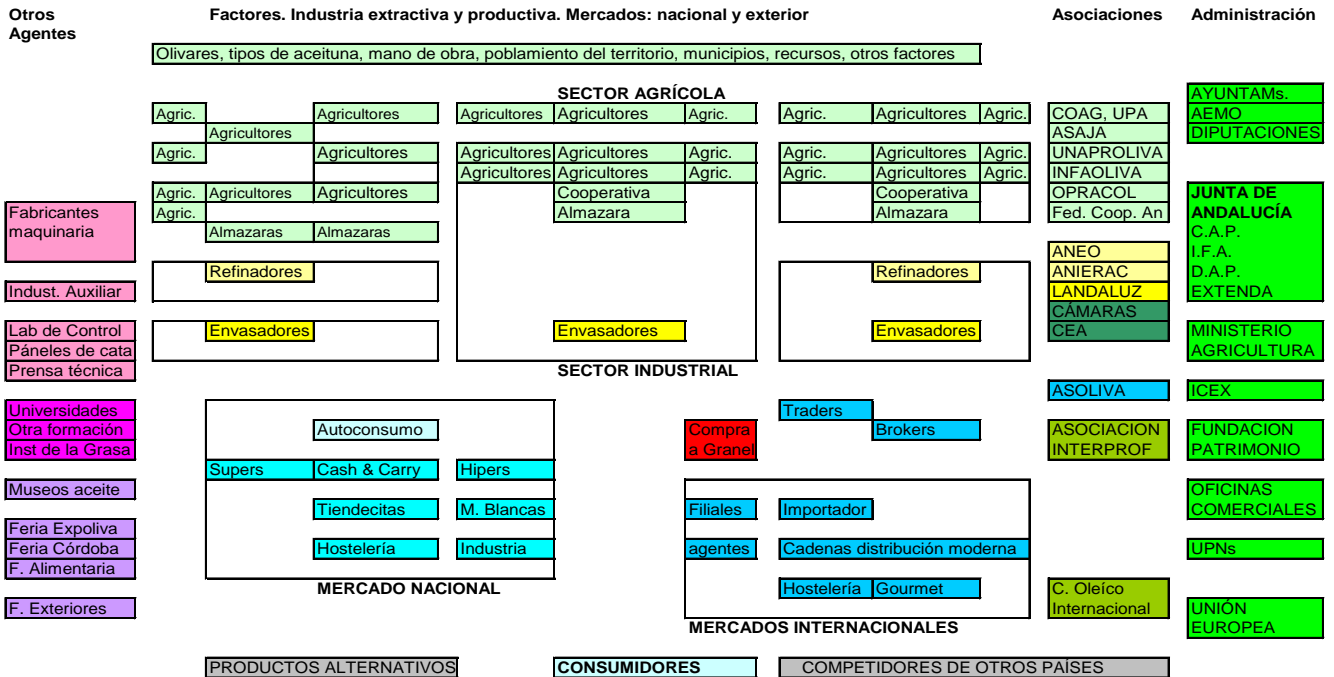 Otros Agentes
Factores. Industria extractiva y productiva. Mercados: nacional y exterior
Asociaciones
Administración
Olivares, tipos de aceituna, mano de obra, poblamiento del territorio, municipios, recursos, otros factores
SECTOR AGRÍCOLA
AYUNTAMs.
Agric. Agricultores Agricultores Agricultores Agric. Agric. Agricultores Agric. COAG, UPA AEMO
Agricultores ASAJA DIPUTACIONES
Agric. Agricultores Agricultores Agricultores Agric. Agric. Agricultores Agric. UNAPROLIVA
Agricultores Agricultores Agric. Agric. Agricultores Agric. INFAOLIVA
Agric. Agricultores Agricultores Cooperativa Cooperativa OPRACOL JUNTA DE
Fabricantes Agric. Almazara Almazara Fed. Coop. An ANDALUCÍA
maquinaria Almazaras Almazaras C.A.P.
ANEO I.F.A.
Refinadores Refinadores ANIERAC D.A.P.
Indust. Auxiliar LANDALUZ EXTENDA
CÁMARAS
Lab de Control Envasadores Envasadores Envasadores CEA MINISTERIO
Páneles de cata AGRICULTURA
Prensa técnica SECTOR INDUSTRIAL
ASOLIVA ICEX
Universidades Traders
Otra formación Autoconsumo Compra Brokers ASOCIACION FUNDACION
Inst de la Grasa a Granel INTERPROF PATRIMONIO
Supers Cash & Carry Hipers
Museos aceite OFICINAS
Tiendecitas M. Blancas Filiales Importador COMERCIALES
Feria Expoliva
Feria Córdoba Hostelería Industria agentes Cadenas distribución moderna UPNs
F. Alimentaria
MERCADO NACIONAL Hostelería Gourmet C. Oleíco
F. Exteriores Internacional UNIÓN
MERCADOS INTERNACIONALES EUROPEA
PRODUCTOS ALTERNATIVOS CONSUMIDORES COMPETIDORES DE OTROS PAÍSES